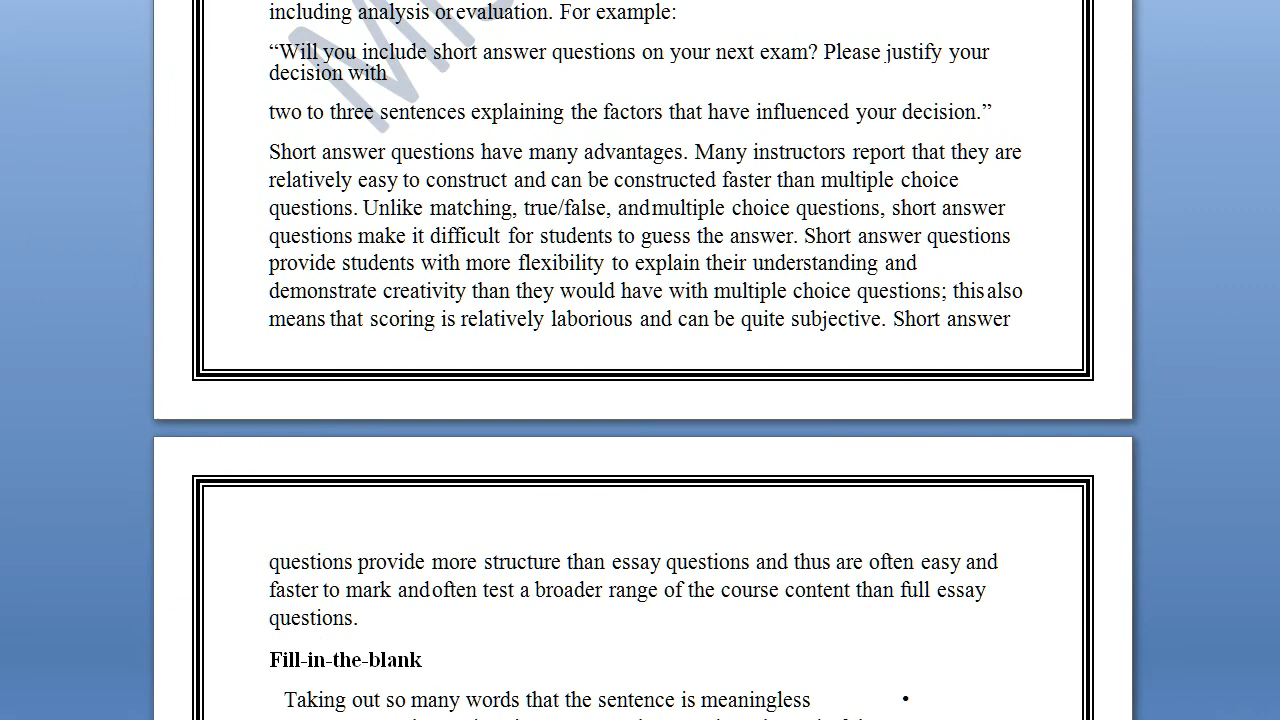 including analysis or evaluation. For example:
“Will you include short answer questions on your next exam? Please justify your
decision with
two to three sentences explaining the factors that have influenced your decision.”
Short answer questions have many advantages. Many instructors report that they are
relatively easy to construct and can be constructed faster than multiple choice
questions. Unlike matching, true/false, and multiple choice questions, short answer
questions make it difficult for students to guess the answer. Short answer questions
provide students with more flexibility to explain their understanding and
demonstrate creativity than they would have with multiple choice questions; this also
means that scoring is relatively laborious and can be quite subjective. Short answer
questions provide more structure than essay questions and thus are often easy and
faster to mark and often test a broader range of the course content than full essay
questions.
Fill-in-the-blank
Taking out so many words that the sentence is meaningless •